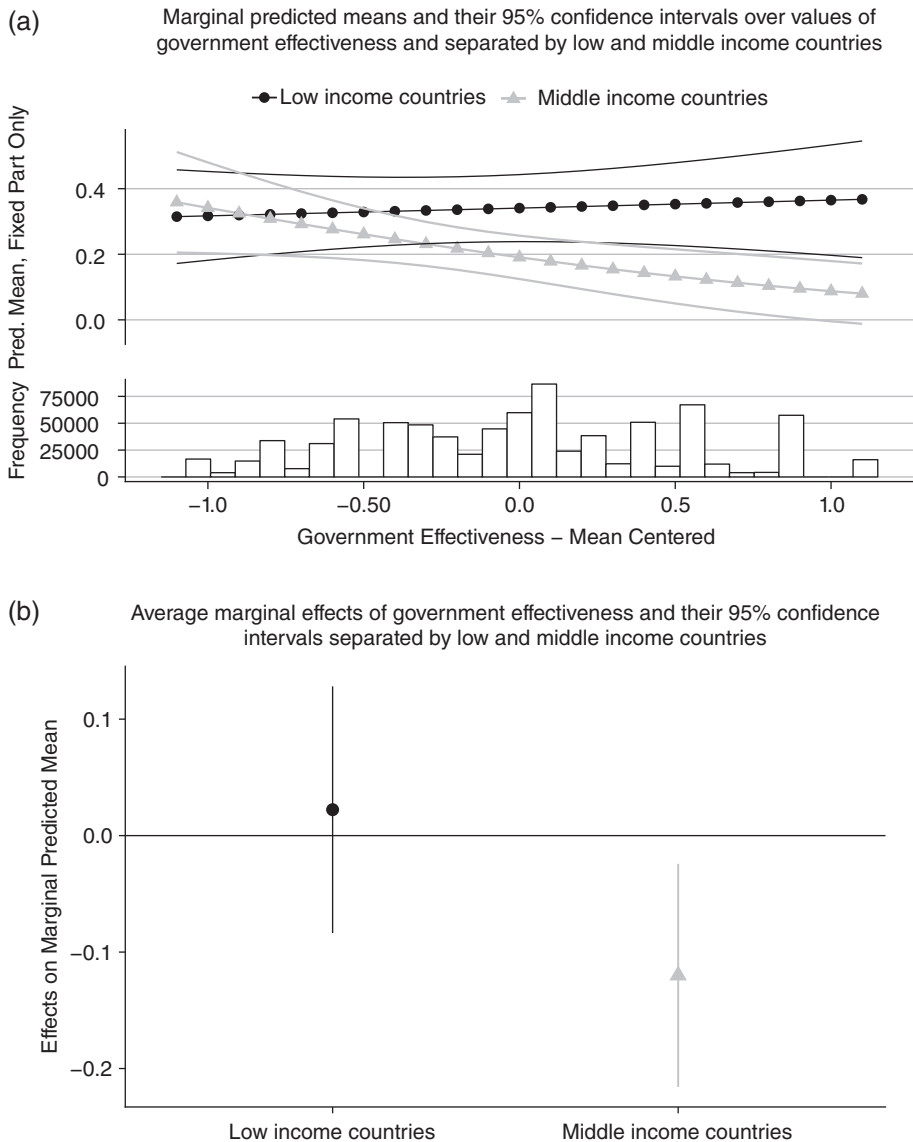 (a)
Marginal predicted means and their 95% confidence intervals over values of
government effectiveness and separated by low and middle income countries
Low income countries
Middle income countries
Pred. Mean, Fixed Part Only
0.4
0.2
0.0
Frequency
75000
50000
25000
0
−1.0
−0.50
0.0
0.5
1.0
Government Effectiveness – Mean Centered
(b)
Average marginal effects of government effectiveness and their 95% confidence
intervals separated by low and middle income countries
Effects on Marginal Predicted Mean
0.1
0.0
−0.1
−0.2
Low income countries
Middle income countries